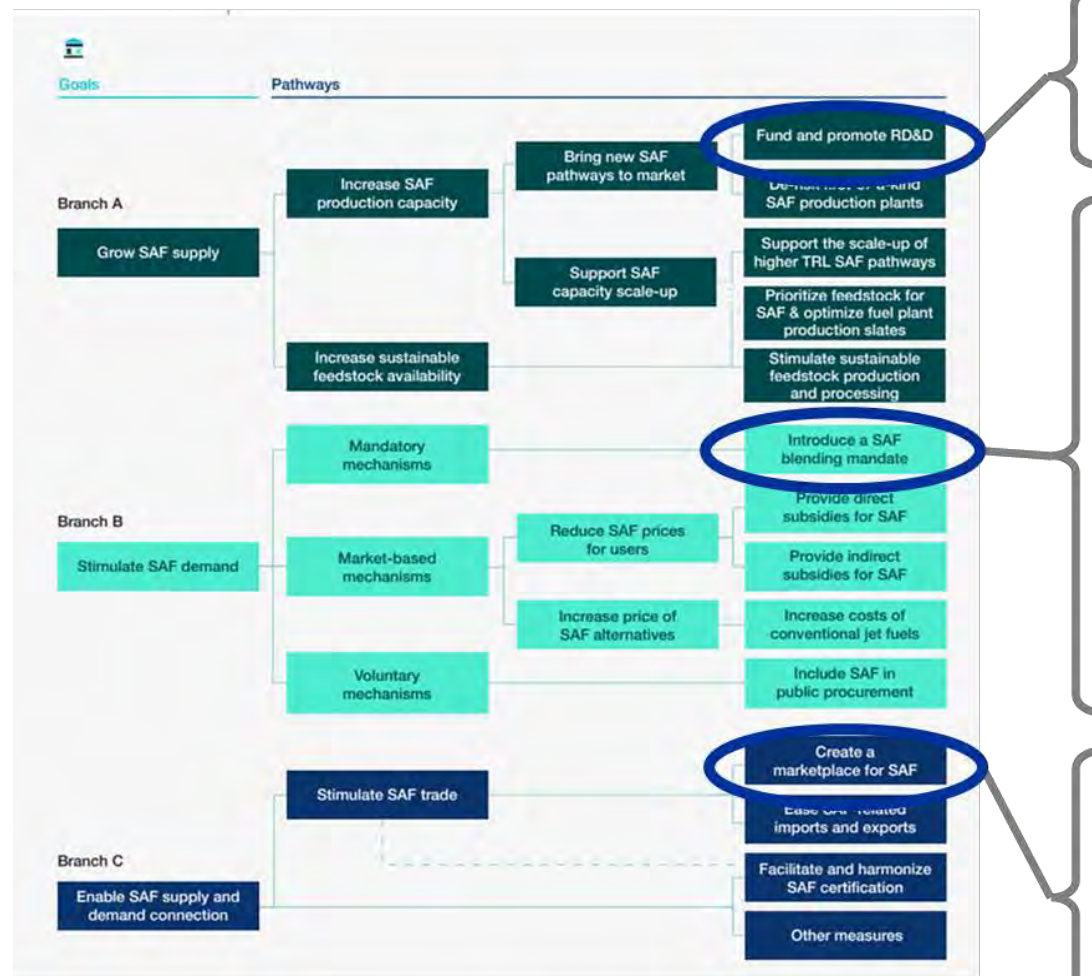 Goals
Pathways
Branch A
Grow SAF supply
Increase SAF
production capacity
Increase sustainable
feedstock availability
Bring new SAF
pathways to market
Support SAF
capacity scale-up
Fund and promote RD&D
SAF production plants
Support the scale-up of
higher TRL SAF pathways
Prioritize feedstock for
SAF & optimize fuel plant
production slates
Stimulate sustainable
feedstock production
and processing
Branch B
Stimulate SAF demand
Mandatory
mechanisms
Market-based
mechanisms
Voluntary
mechanisms
Reduce SAF prices
for users
Increase price of
SAF alternatives
Introduce a SAF
blending mandate
Provide direct
subsidies for SAF
Provide indirect
subsidies for SAF
Increase costs of
conventional jet fuels
Include SAF in
public procurement
Branch C
Enable SAF supply and
demand connection
Stimulate SAF trade
Create a
marketplace for SAF
Ease SAF-related
imports and exports
Facilitate and harmonize
SAF certification
Other measures